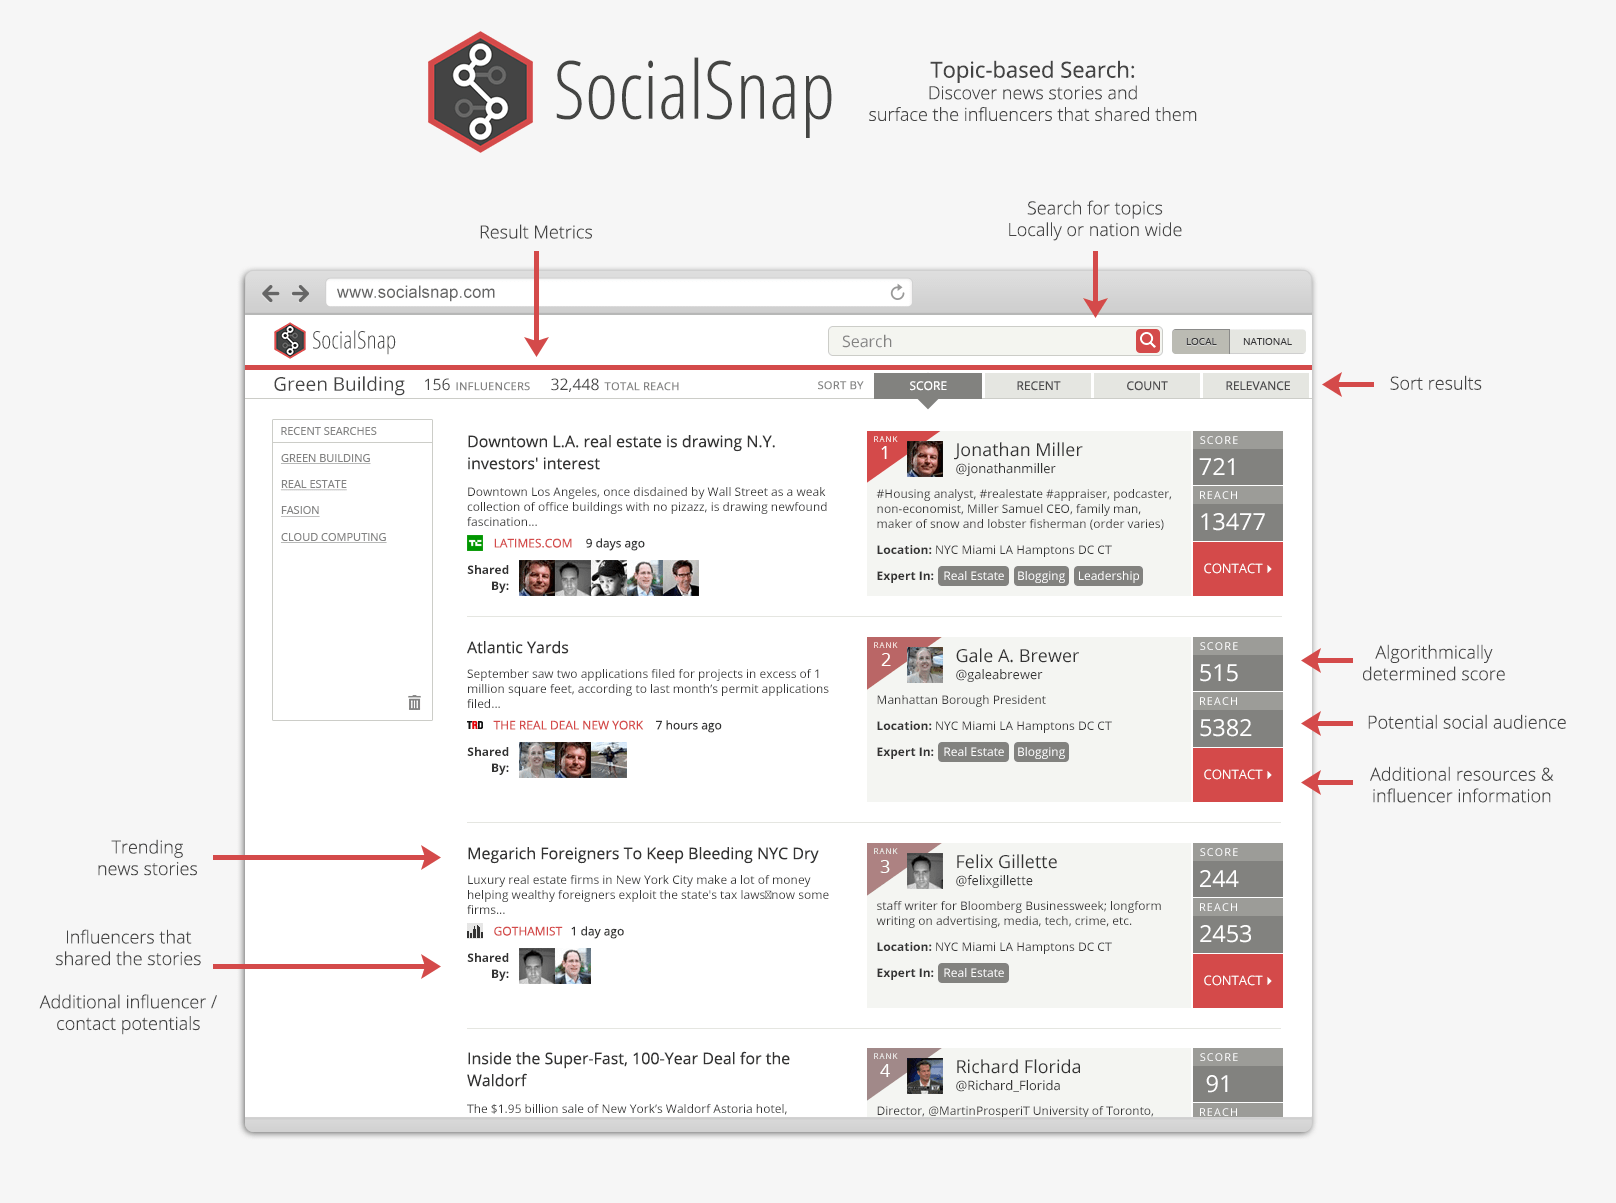 SocialSnap
Topic-based Search:
Discover news stories and
surface the influencers that shared them
Result Metrics
Search for topics
Locally or nation wide
www.socialsnap.com
SocialSnap
Search
LOCAL NATIONAL
Green Building 156 INFLUENCERS 32,448 TOTAL REACH SORT BY SCORE RECENT COUNT RELEVANCE
Sort results
RECENT SEARCHES
GREEN BUILDING
REAL ESTATE
FASION
CLOUD COMPUTING
Downtown L.A. real estate is drawing N.Y.
investors' interest
Downtown Los Angeles, once disdained by Wall Street as a weak
collection of office buildings with no pizazz, is drawing newfound
fascination...
TC LATIMES.COM 9 days ago
Shared
By:
RANK
1
Jonathan Miller
@jonathanmiller
#Housing analyst, #realestate #appraiser, podcaster,
non-economist, Miller Samuel CEO, family man,
maker of snow and lobster fisherman (order varies)
Location: NYC Miami LA Hamptons DC CT
Expert In: Real Estate Blogging Leadership
SCORE
721
REACH
13477
CONTACT
Atlantic Yards
September saw two applications filed for projects in excess of 1
million square feet, according to last month's permit applications
filed...
TRD THE REAL DEAL NEW YORK 7 hours ago
Shared
By:
RANK
2
Gale A. Brewer
@galeabrewer
Manhattan Borough President
Location: NYC Miami LA Hamptons DC CT
Expert In: Real Estate Blogging
SCORE
515
REACH
5382
CONTACT
Algorithmically
determined score
Potential social audience
Additional resources &
influencer information
Trending
news stories
Influencers that
shared the stories
Additional influencer /
contact potentials
Megarich Foreigners To Keep Bleeding NYC Dry
Luxury real estate firms in New York City make a lot of money
helping wealthy foreigners exploit the state's tax laws now some
firms...
GOTHAMIST 1 day ago
Shared
By:
RANK
3
Felix Gillette
@felixgillette
staff writer for Bloomberg Businessweek; longform
writing on advertising, media, tech, crime, etc.
Location: NYC Miami LA Hamptons DC CT
Expert In: Real Estate
SCORE
244
REACH
2453
CONTACT
Inside the Super-Fast, 100-Year Deal for the
Waldorf
The $1.95 billion sale of New York's Waldorf Astoria hotel,
RANK
4
Richard Florida
@Richard_Florida
Director, @MartinProsperiT University of Toronto,
SCORE
91
REACH